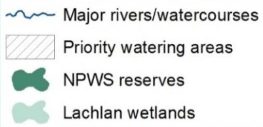 Major rivers/watercourses
Priority watering areas
NPWS reserves
Lachlan wetlands